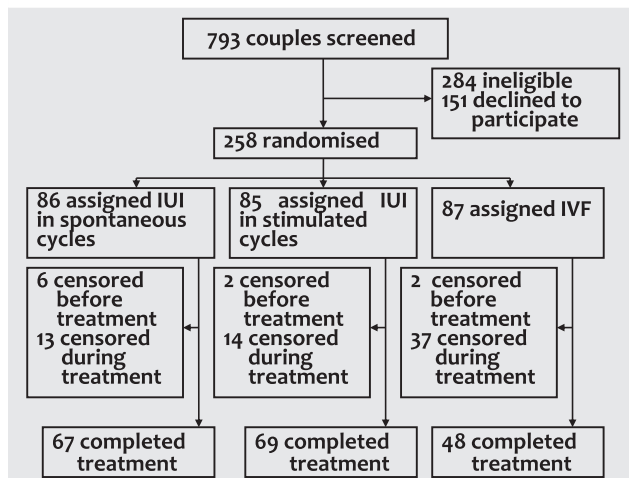 793 couples screened
284 ineligible
151 declined to
participate
258 randomised
86 assigned IUI
in spontaneous
cycles
85 assigned IUI
in stimulated
cycles
87 assigned IVF
6 censored
before
treatment
13 censored
during
treatment
2 censored
before
treatment
14 censored
during
treatment
2 censored
before
treatment
37 censored
during
treatment
67 completed
treatment
69 completed
treatment
48 completed
treatment